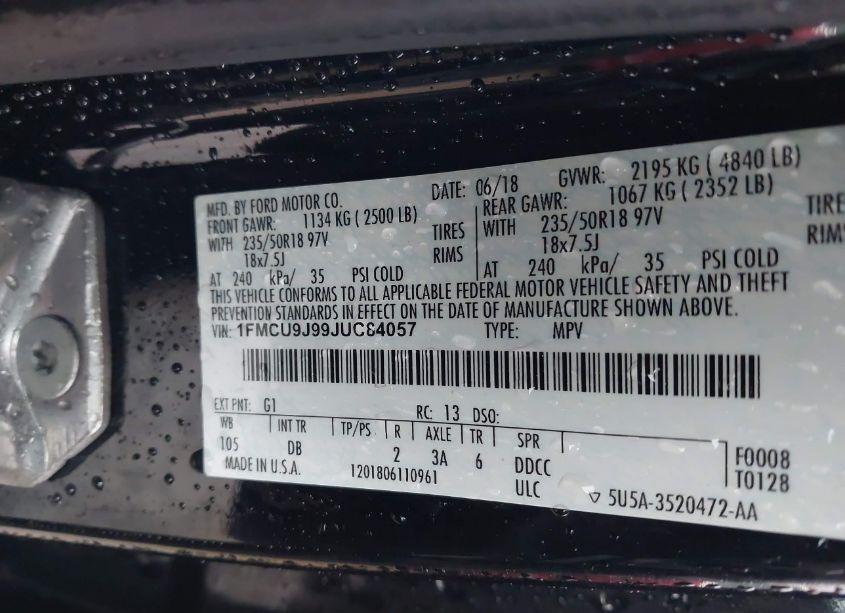 MFD. BY FORD MOTOR CO.
DATE: 06/18 GVWR: 2195 KG ( 4840 LB)
FRONT GAWR: 1134 KG ( 2500 LB)
REAR GAWR: 1067 KG ( 2352 LB)
WITH 235/50R18 97V TIRES
WITH 235/50R18 97V TIRE
18x7.5J RIMS
18x7.5J RIM
AT 240 kPa/ 35 PSI COLD
AT 240 kPa/ 35 PSI COLD
THIS VEHICLE CONFORMS TO ALL APPLICABLE FEDERAL MOTOR VEHICLE SAFETY AND THEFT
PREVENTION STANDARDS IN EFFECT ON THE DATE OF MANUFACTURE SHOWN ABOVE.
VIN: 1FMCU9J99JUC84057 TYPE: MPV
EXT PNT: G1 RC: 13 DSO:
WB INT TR TP/PS R AXLE TR SPR
105 DB 2 3A 6 DDCC F0008
MADE IN U.S.A. 1201806110961 ULC T0128
5U5A-3520472-AA